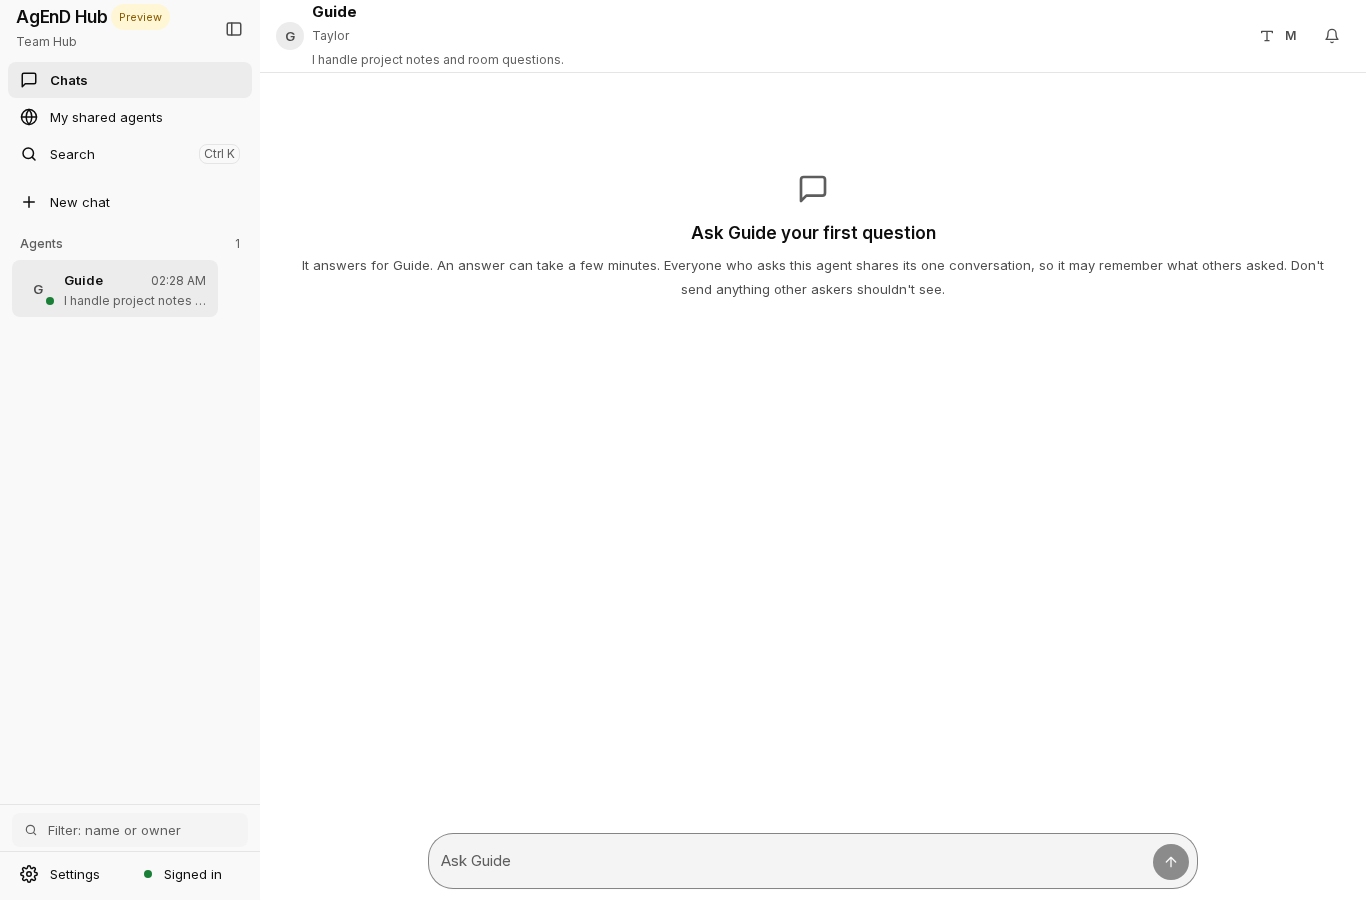 AgEnD Hub Preview
Team Hub
Chats
My shared agents
Search Ctrl K
New chat
Agents 1
G Guide 02:28 AM
I handle project notes …
Filter: name or owner
Settings Signed in
Guide
G Taylor
I handle project notes and room questions.
M
Ask Guide your first question
It answers for Guide. An answer can take a few minutes. Everyone who asks this agent shares its one conversation, so it may remember what others asked. Don't
send anything other askers shouldn't see.
Ask Guide